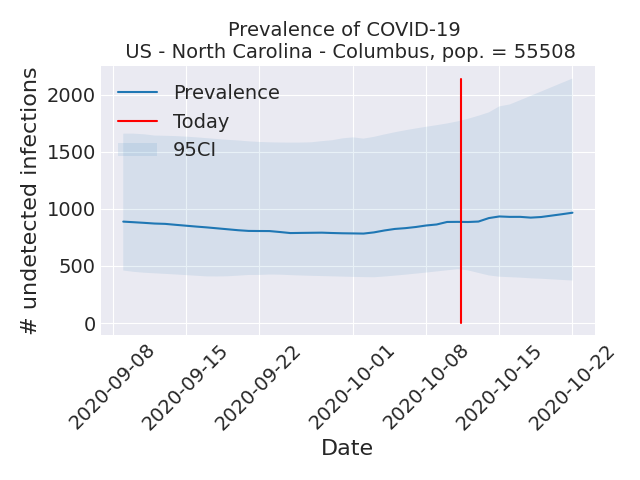 Prevalence of COVID-19
US - North Carolina - Columbus, pop. = 55508
# undetected infections
2000
1500
1000
500
0
Prevalence
Today
95CI
2020-09-08
2020-09-15
2020-09-22
2020-10-01
2020-10-08
2020-10-15
2020-10-22
Date